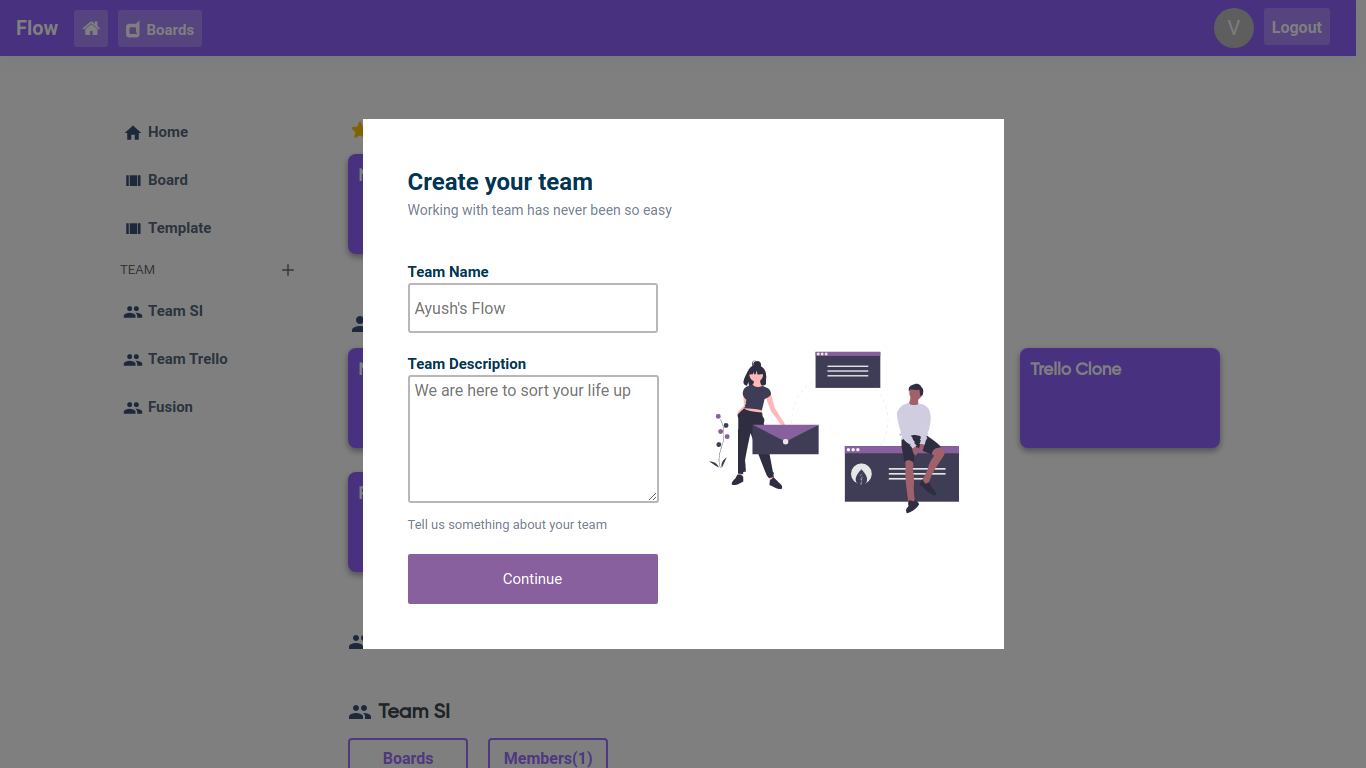 Flow
Boards
V
Logout
Home
Board
Template
TEAM
Team SI
Team Trello
Fusion
Create your team
Working with team has never been so easy
Team Name
Ayush's Flow
Team Description
We are here to sort your life up
Tell us something about your team
Continue
Trello Clone
Team SI
Boards
Members(1)